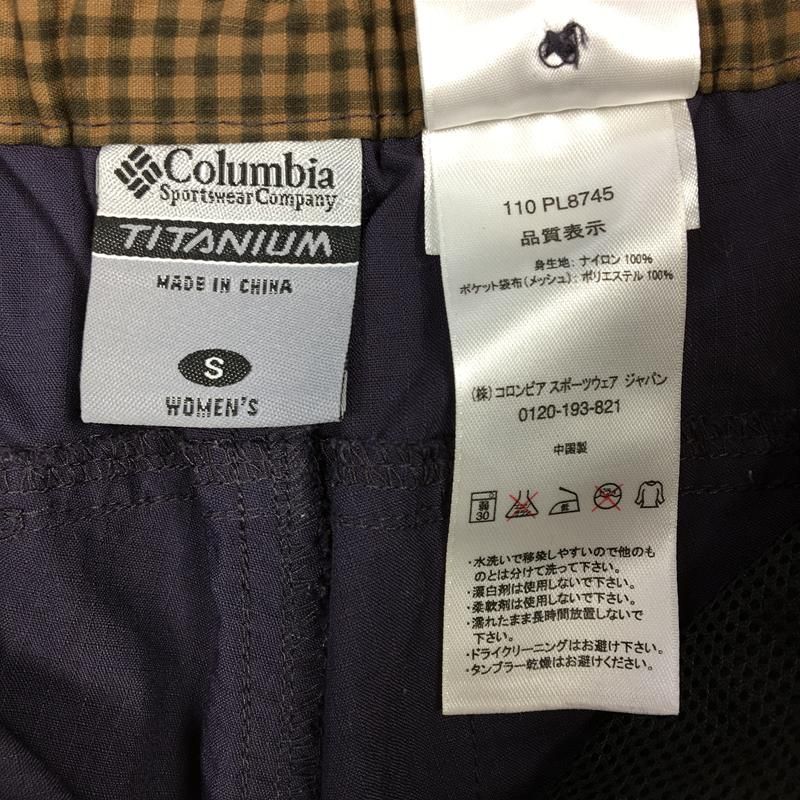 Columbia
Sportswear Company
TITANIUM
MADE IN CHINA
S
WOMEN'S
110 PL8745
品質表示
身生地: ナイロン 100%
ポケット袋布(メッシュ): ポリエステル 100%
(株) コロンビア スポーツウェア ジャパン
0120-193-821
中国製
弱
30
低
ドライ
・水洗いで移染しやすいので他のも
のとは分けて洗って下さい。
・漂白剤は使用しないで下さい。
・柔軟剤は使用しないで下さい。
・濡れたまま長時間放置しないで
下さい。
・ドライクリーニングはお避け下さい。
・タンブラー乾燥はお避けください。